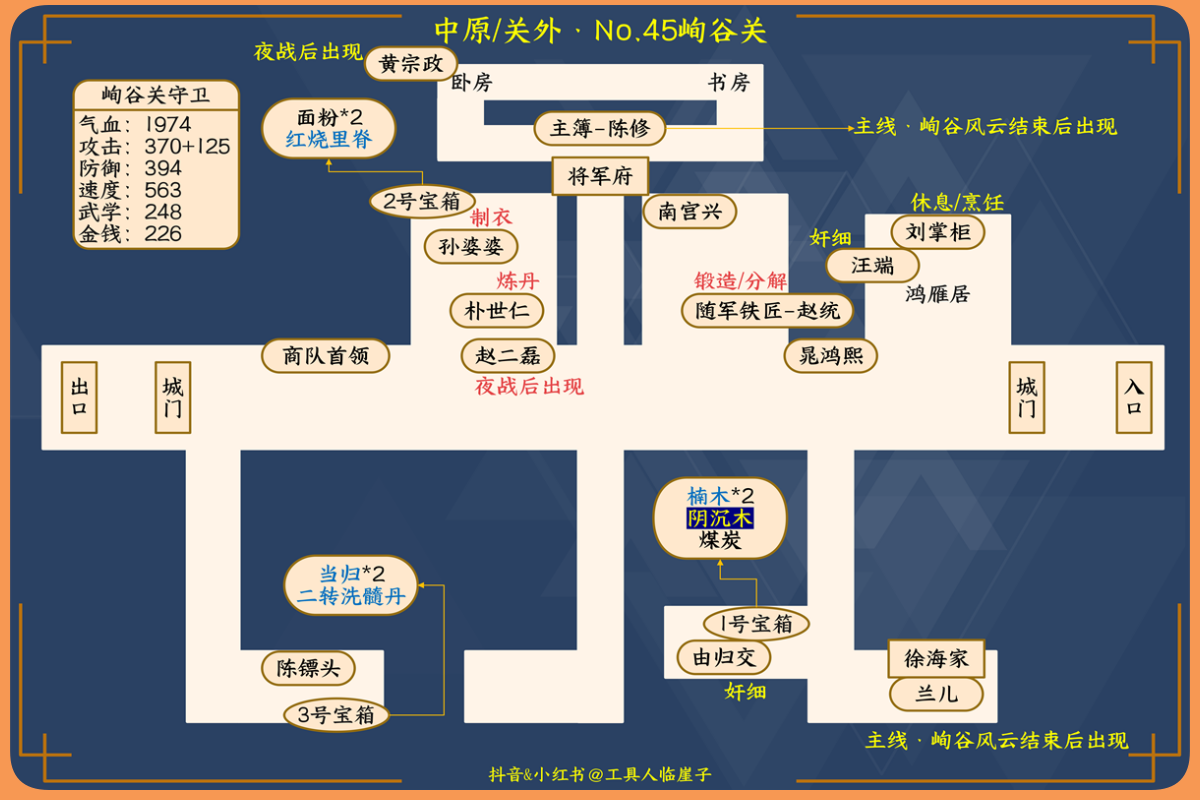 中原/关外 · No.45峋谷关
夜战后出现
黄宗政
卧房
书房
峋谷关守卫
气血：1974
攻击：370+125
防御：394
速度：563
武学：248
金钱：226
面粉*2
红烧里脊
主簿-陈修
主线 · 峋谷风云结束后出现
将军府
2号宝箱
制衣
南宫兴
休息/烹饪
孙婆婆
奸细
刘掌柜
汪端
炼丹
锻造/分解
鸿雁居
朴世仁
随军铁匠-赵统
商队首领
赵二磊
晁鸿熙
夜战后出现
出口
城门
城门
入口
楠木*2
阴沉木
煤炭
当归*2
二转洗髓丹
1号宝箱
陈镖头
由归交
徐海家
奸细
兰儿
3号宝箱
主线 · 峋谷风云结束后出现
抖音&小红书@工具人临崖子